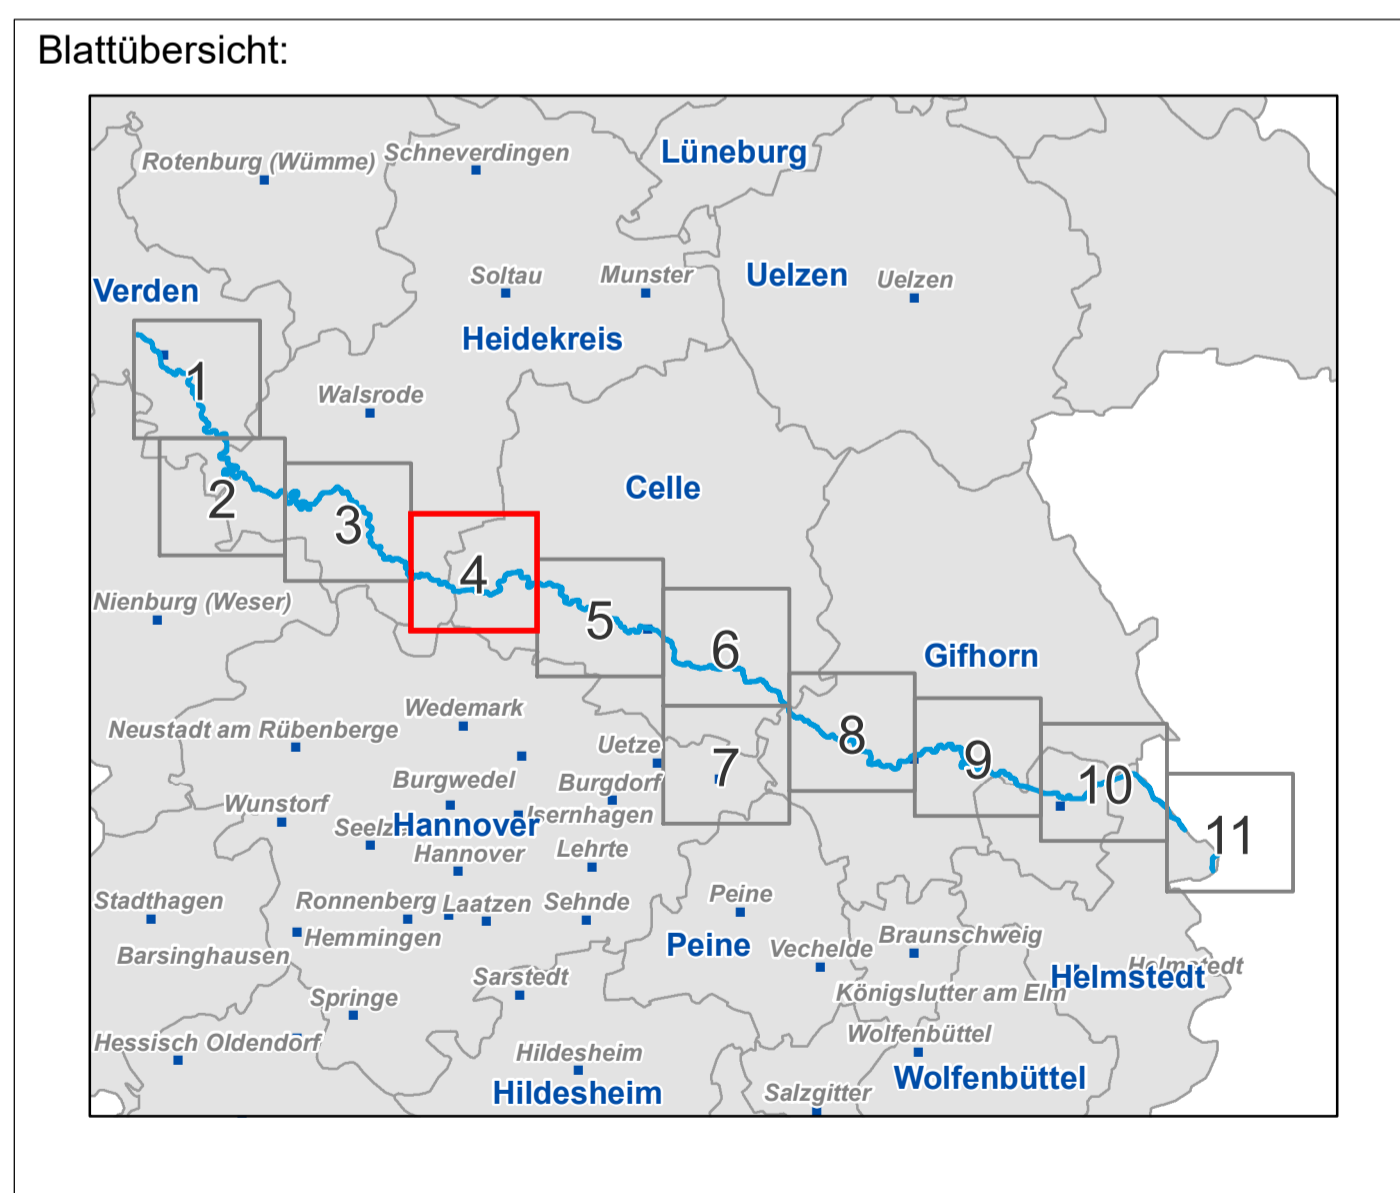 Blattübersicht:
Rotenburg (Wümme)
Schneverdingen
Lüneburg
Verden
Soltau
Munster
Uelzen
Uelzen
Heidekreis
Walsrode
1
2
3
Celle
4
5
6
Nienburg (Weser)
Gifhorn
Neustadt am Rübenberge
Wedemark
Uetze
7
8
9
10
11
Burgwedel
Burgdorf
Wunstorf
Seelze
Hannover
Isernhagen
Hannover
Lehrte
Stadthagen
Ronnenberg
Laatzen
Sehnde
Peine
Hemmingen
Barsinghausen
Peine
Vechelde
Braunschweig
Helmstedt
Helmstedt
Sarstedt
Königslutter am Elm
Springe
Hessisch Oldendorf
Hildesheim
Wolfenbüttel
Hildesheim
Wolfenbüttel
Salzgitter